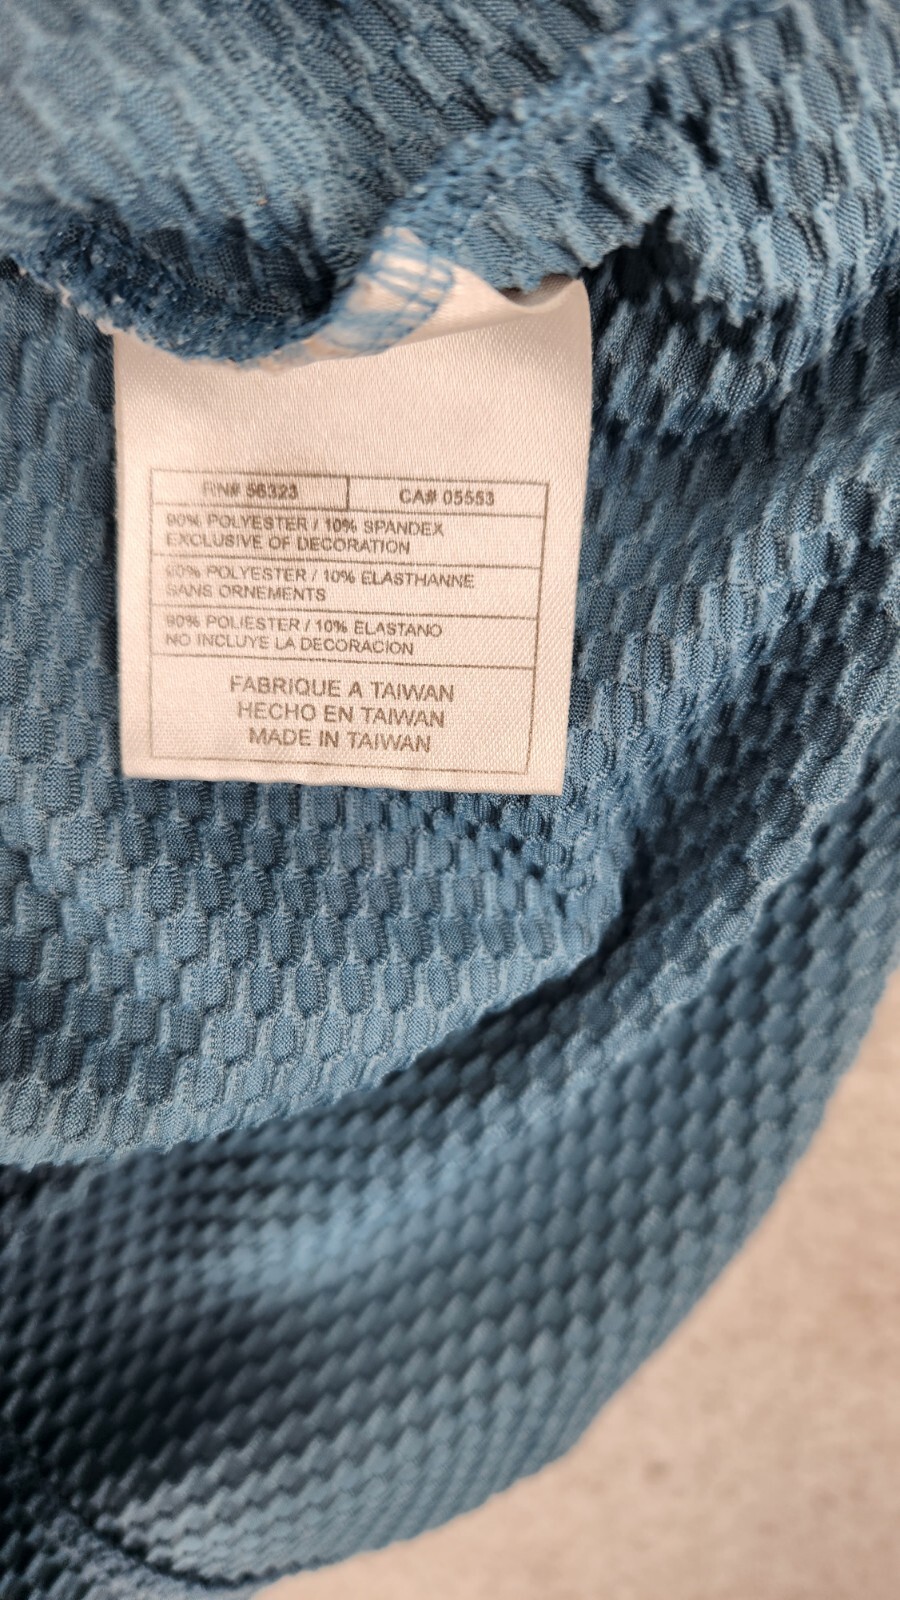 RN# 56323 CA# 05553
90% POLYESTER / 10% SPANDEX
EXCLUSIVE OF DECORATION
90% POLYESTER / 10% ELASTHANNE
SANS ORNEMENTS
90% POLIESTER / 10% ELASTANO
NO INCLUYE LA DECORACION
FABRIQUE A TAIWAN
HECHO EN TAIWAN
MADE IN TAIWAN